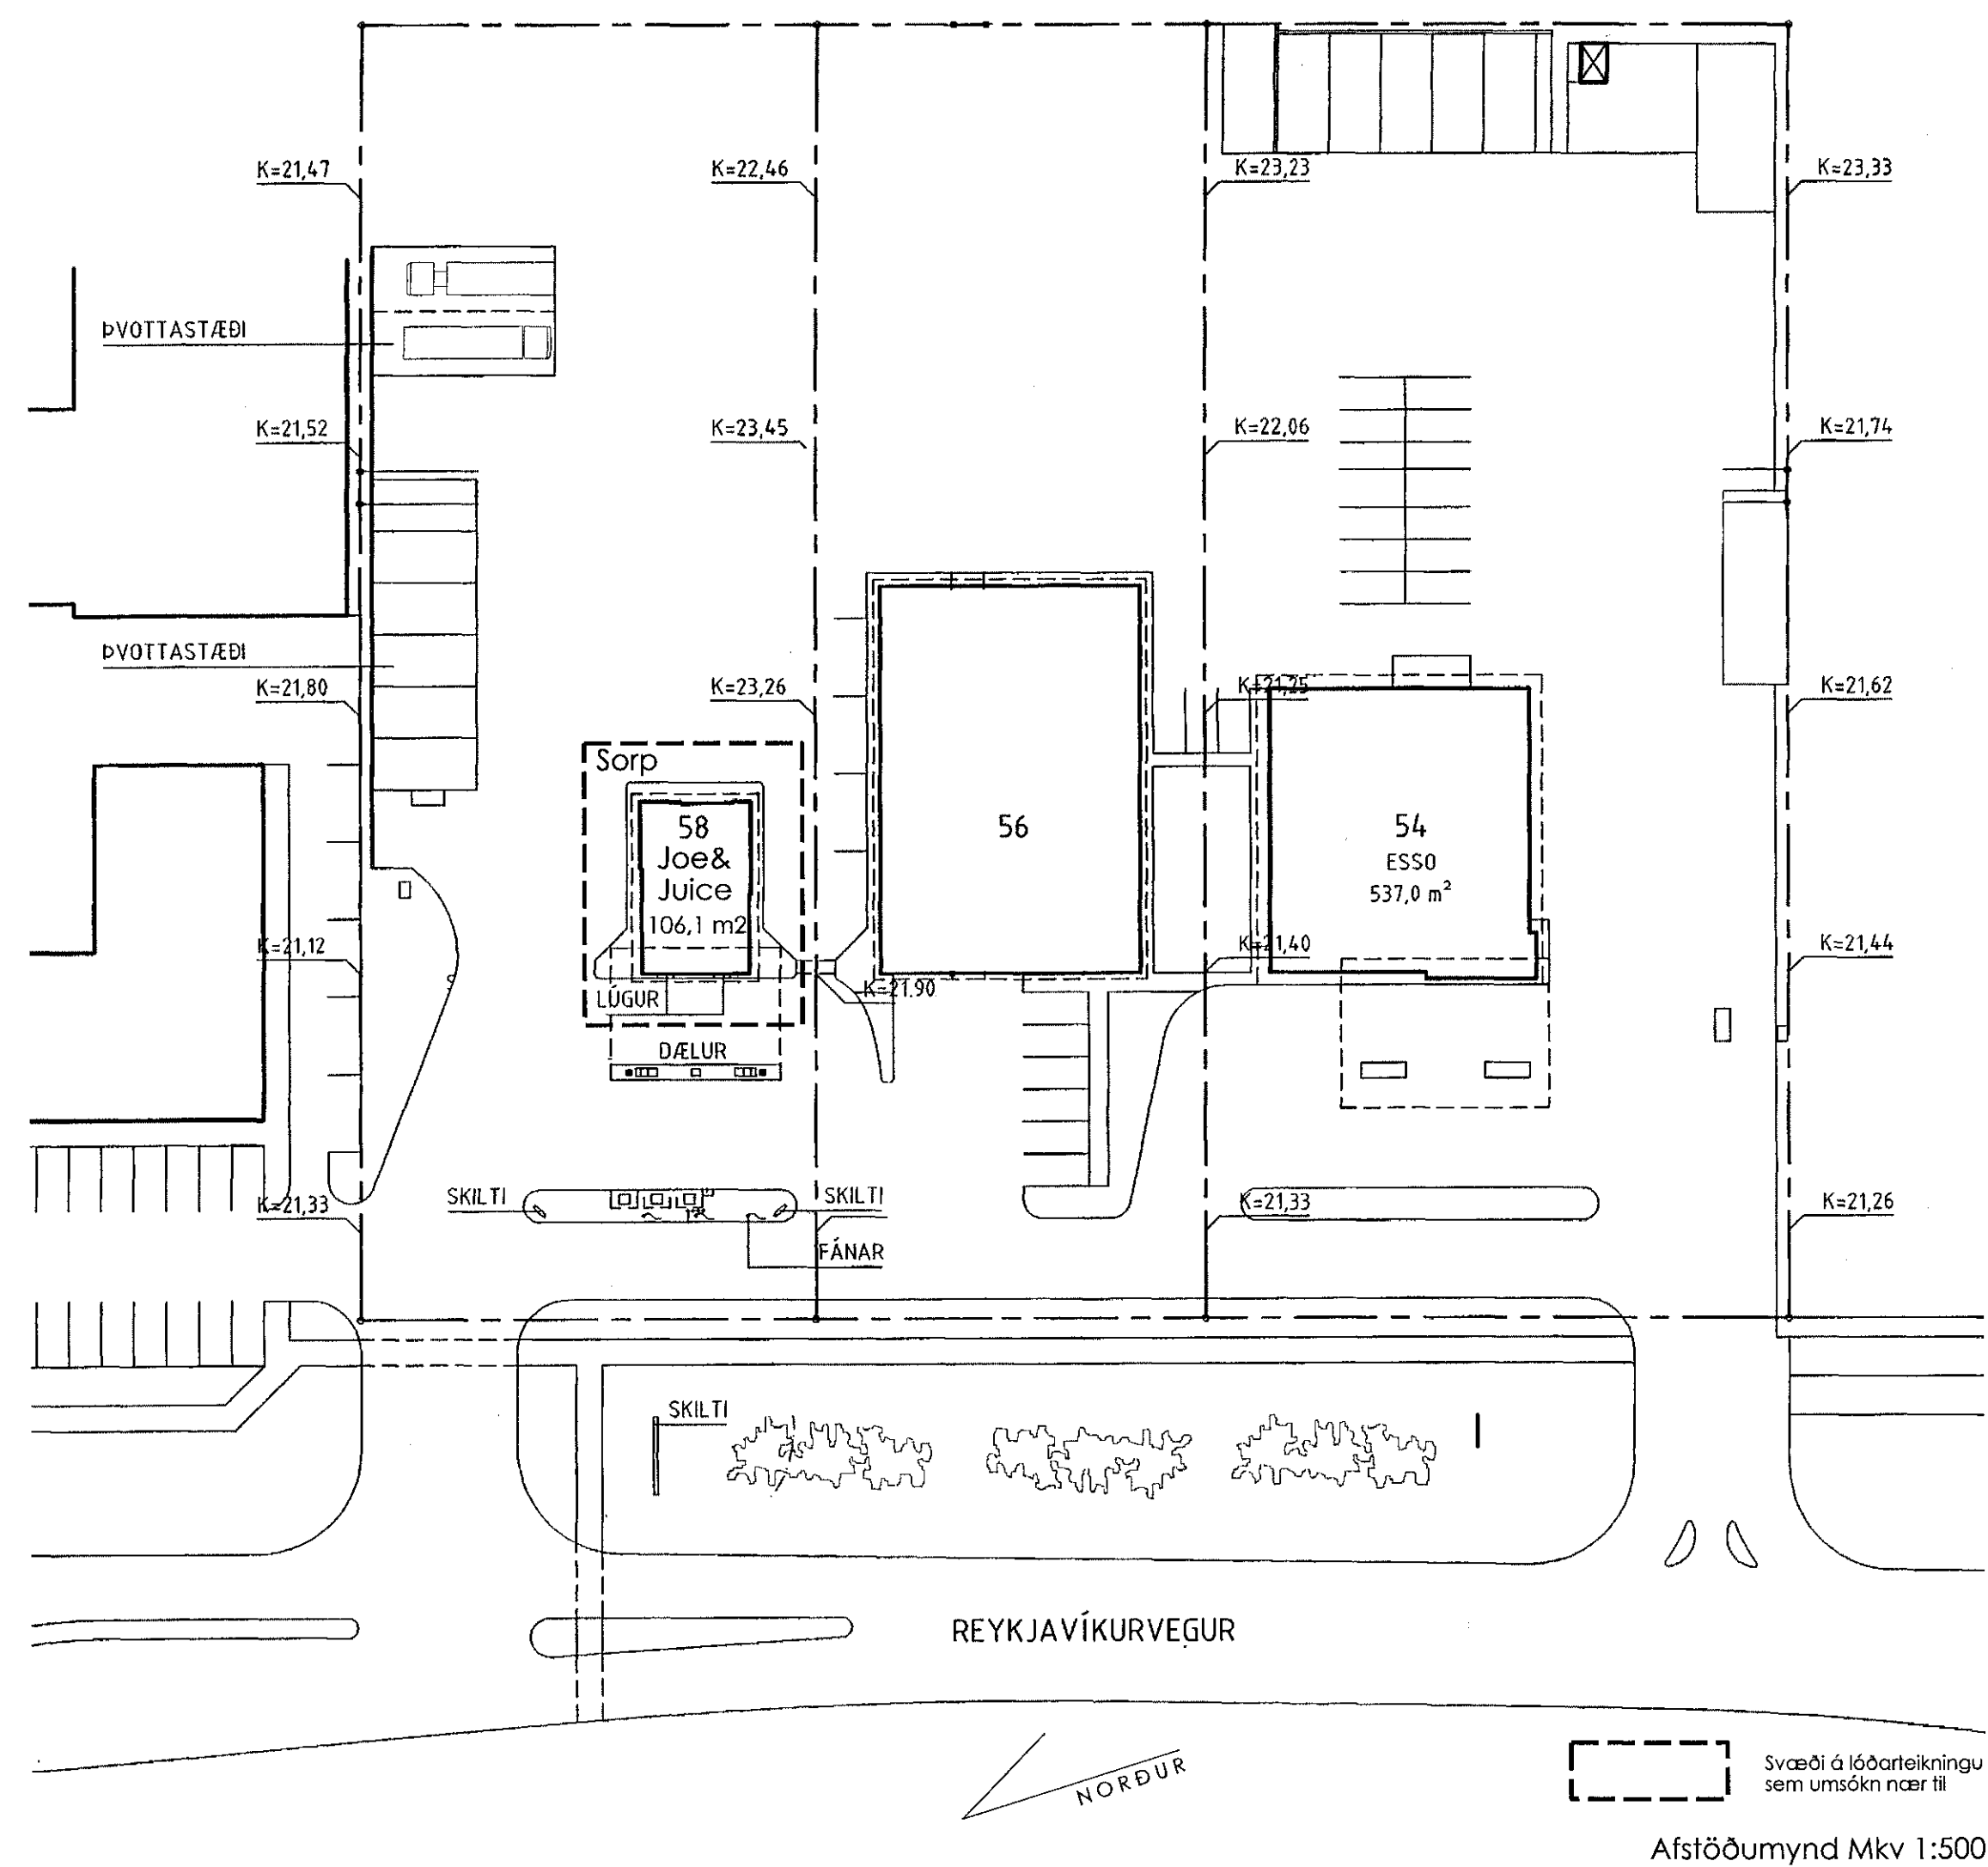 K=21,47
K=22,46
K=23,23
K=23,33
ÞVOTTASTÆÐI
K=21,52
K=23,45
K=22,06
K=21,74
ÞVOTTASTÆÐI
K=21,80
K=23,26
K=21,25
K=21,62
Sorp
58
Joe&
Juice
106,1 m2
56
54
ESSO
537,0 m²
K=21,12
K=21,40
K=21,44
LÚGUR
K=21.90
DÆLUR
SKILTI
SKILTI
K=21,33
K=21,33
K=21,26
FÁNAR
SKILTI
REYKJAVÍKURVEGUR
NORÐUR
Svæði á lóðarteikningu
sem umsókn nær til
Afstöðumynd Mkv 1:500